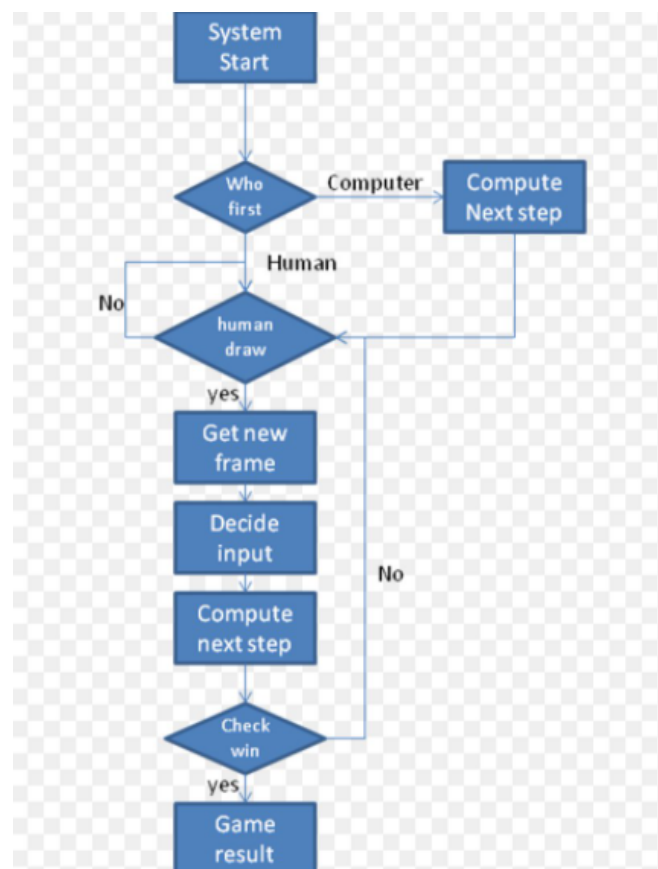 System
Start
Who
first
Computer
Compute
Next step
Human
No
human
draw
yes
Get new
frame
Decide
input
No
Compute
next step
Check
win
yes
Game
result